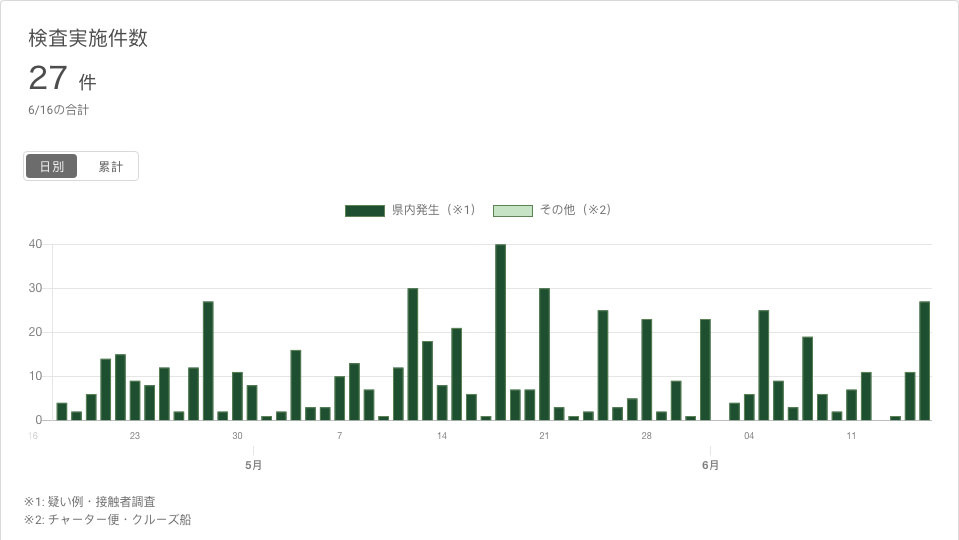 検査実施件数
27 件
6/16の合計
日別 累計
県内発生（※1） その他（※2）
40
30
20
10
0
16 23 30 7 14 21 28 04 11
5月 6月
※1: 疑い例・接触者調査
※2: チャーター便・クルーズ船